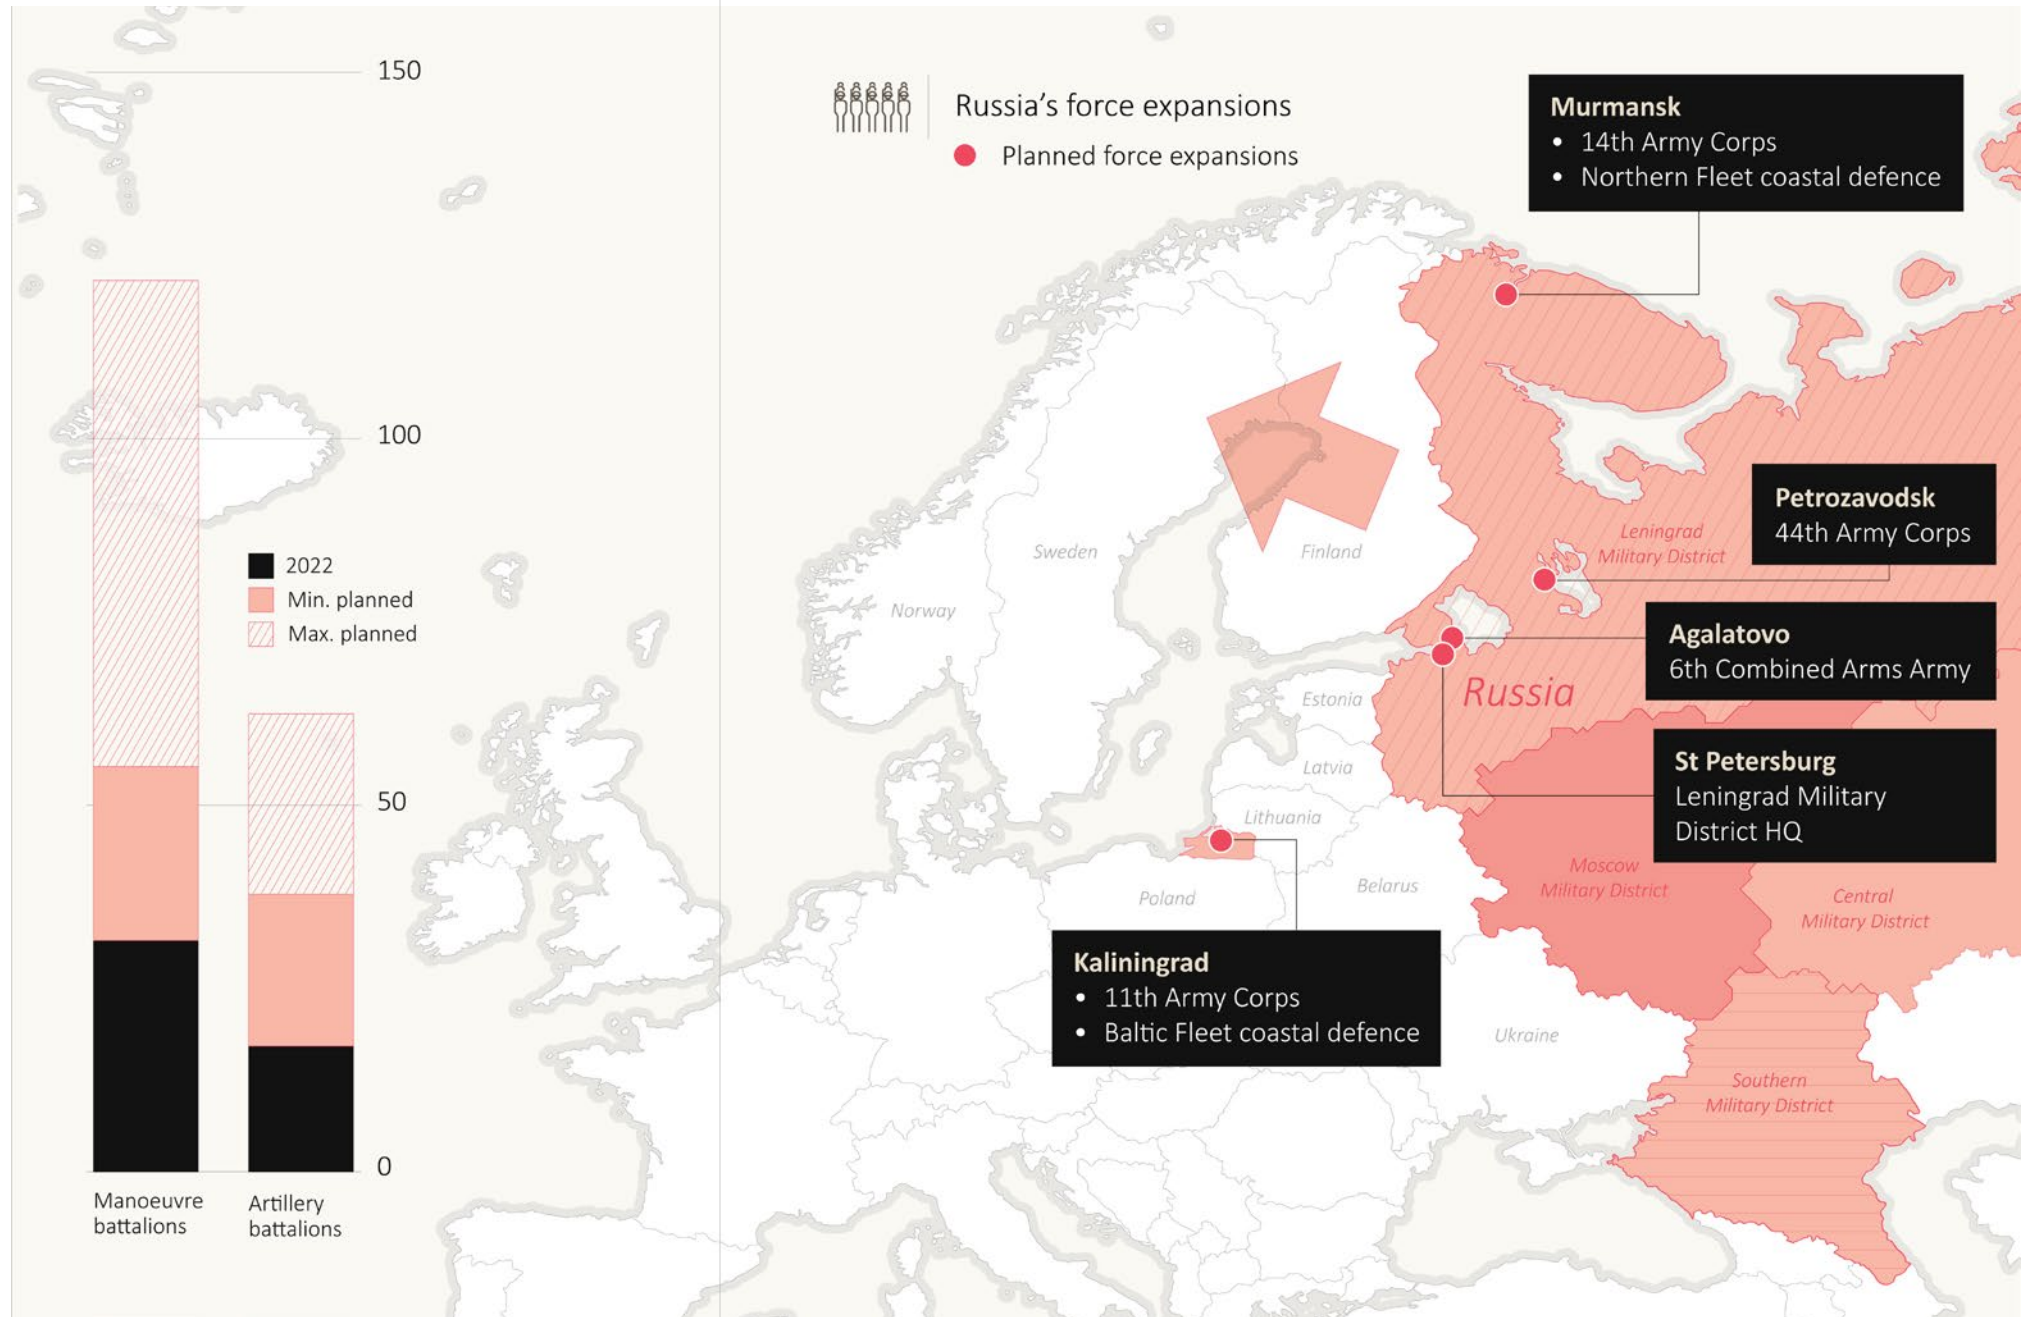 150
100
50
0
2022
Min. planned
Max. planned
Manoeuvre
battalions
Artillery
battalions
Russia's force expansions
Planned force expansions
Murmansk
• 14th Army Corps
• Northern Fleet coastal defence
Petrozavodsk
44th Army Corps
Agalatovo
6th Combined Arms Army
St Petersburg
Leningrad Military
District HQ
Kaliningrad
• 11th Army Corps
• Baltic Fleet coastal defence
Leningrad
Military District
Sweden
Finland
Norway
Estonia
Russia
Latvia
Lithuania
Moscow
Military District
Poland
Belarus
Central
Military District
Ukraine
Southern
Military District